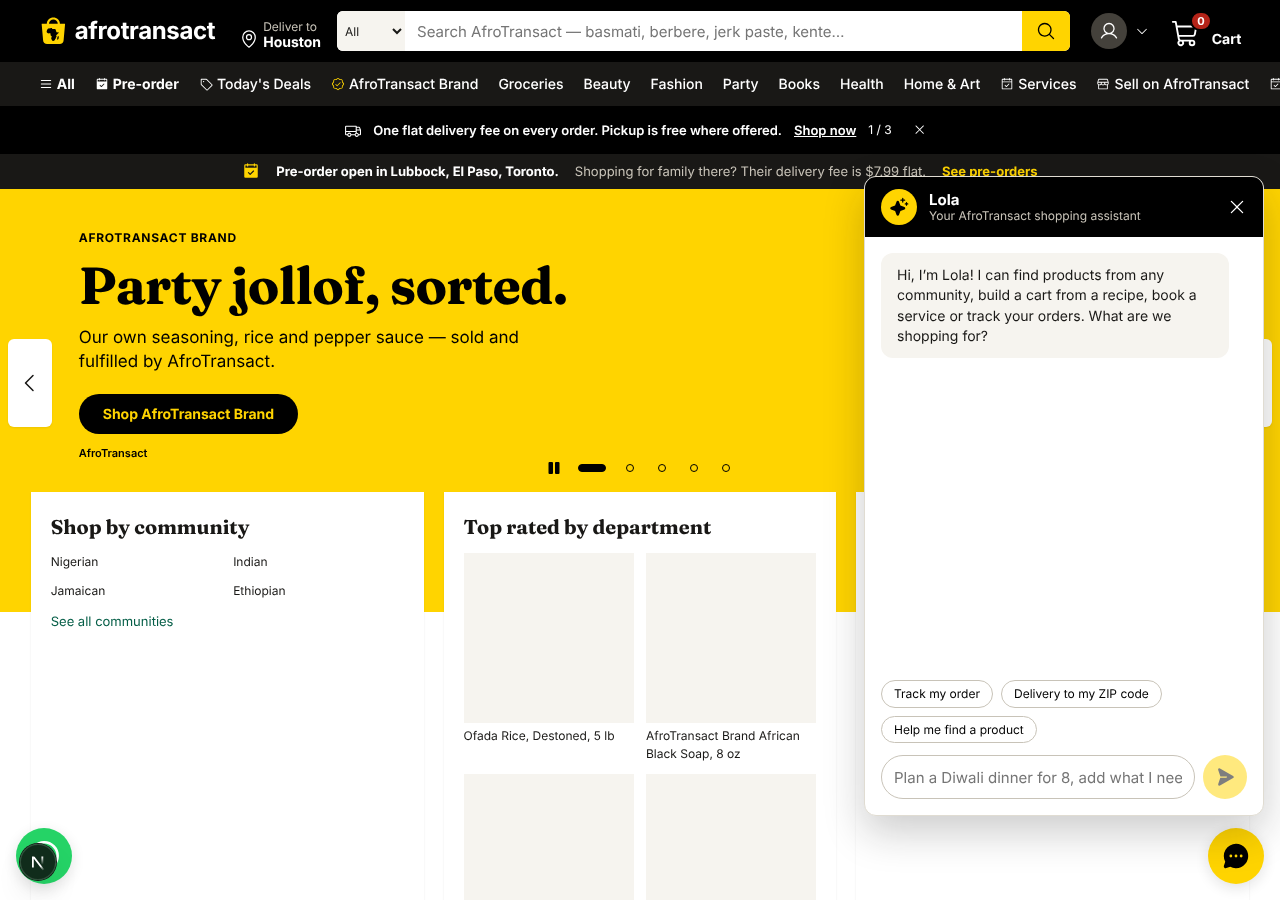 afrotransact
Deliver to
Houston
All
Search AfroTransact — basmati, berbere, jerk paste, kente...
0
Cart
All
Pre-order
Today's Deals
AfroTransact Brand
Groceries
Beauty
Fashion
Party
Books
Health
Home & Art
Services
Sell on AfroTransact
One flat delivery fee on every order. Pickup is free where offered. Shop now 1 / 3
Pre-order open in Lubbock, El Paso, Toronto. Shopping for family there? Their delivery fee is $7.99 flat. See pre-orders
AFROTRANSACT BRAND
Party jollof, sorted.
Our own seasoning, rice and pepper sauce — sold and
fulfilled by AfroTransact.
Shop AfroTransact Brand
AfroTransact
Shop by community
Nigerian
Indian
Jamaican
Ethiopian
See all communities
Top rated by department
Ofada Rice, Destoned, 5 lb
AfroTransact Brand African
Black Soap, 8 oz
Lola
Your AfroTransact shopping assistant
Hi, I'm Lola! I can find products from any
community, build a cart from a recipe, book a
service or track your orders. What are we
shopping for?
Track my order
Delivery to my ZIP code
Help me find a product
Plan a Diwali dinner for 8, add what I nee
N